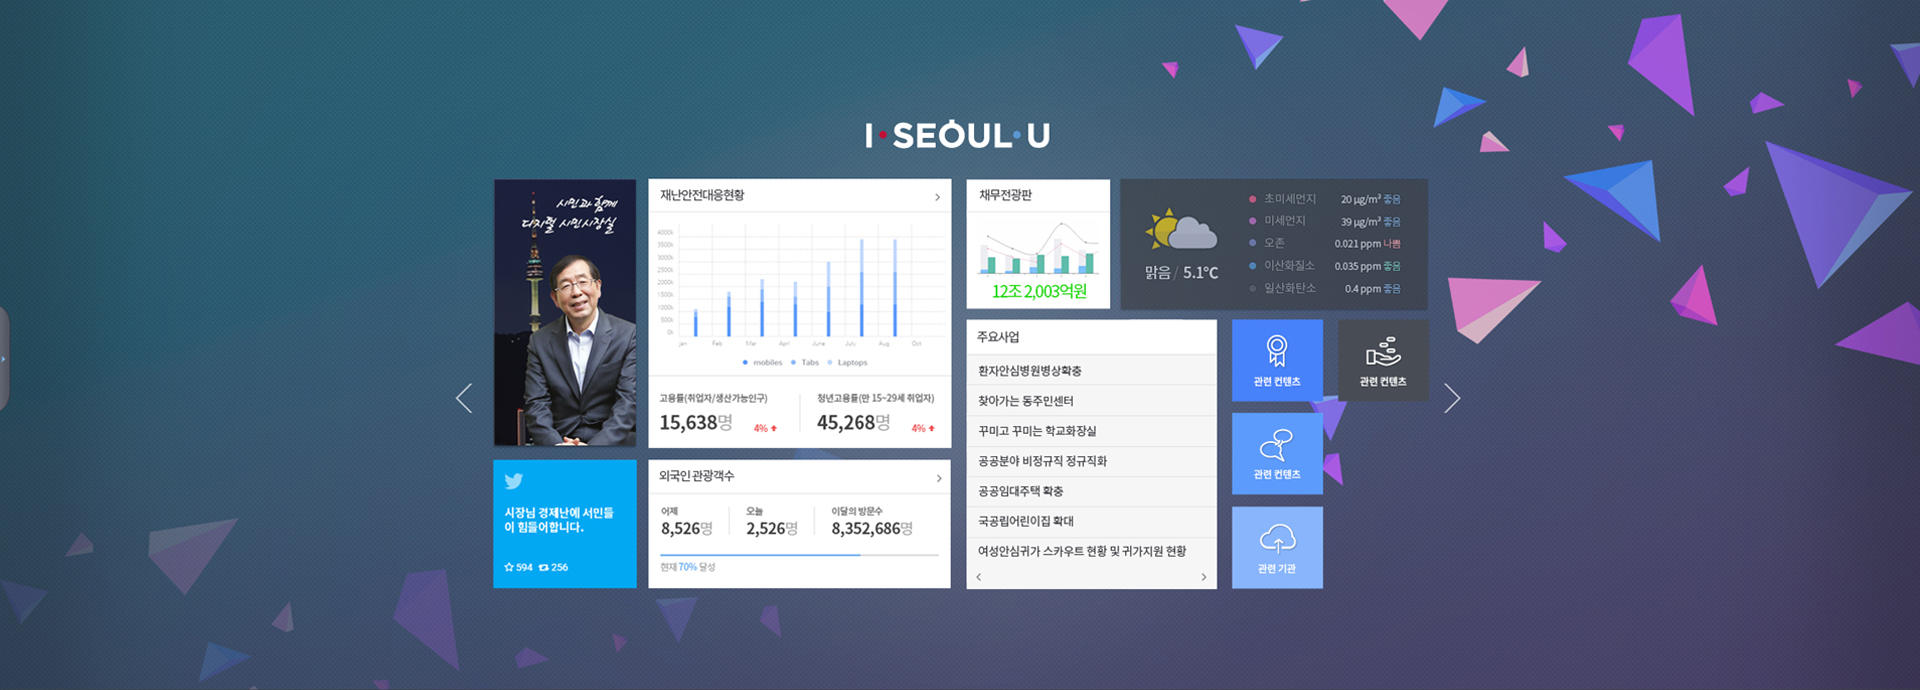 I·SEOUL·U
시민과 함께
디지털 시민시장실
재난안전대응현황
4000k
3500k
3000k
2500k
2000k
1500k
1000k
500k
0k
Jan Feb Mar April June July Aug Oct
mobiles Tabs Laptops
고용률(취업자/생산가능인구)
15,638명 4%
청년고용률(만 15~29세 취업자)
45,268명 4%
채무전광판
12조 2,003억원
맑음 / 5.1°C
초미세먼지 20 µg/m³ 좋음
미세먼지 39 µg/m³ 좋음
오존 0.021 ppm 나쁨
이산화질소 0.035 ppm 좋음
일산화탄소 0.4 ppm 좋음
시장님 경제난에 서민들
이 힘들어합니다.
594 256
외국인 관광객수
어제 오늘 이달의 방문수
8,526명 2,526명 8,352,686명
현재 70% 달성
주요사업
환자안심병원병상확충
찾아가는 동주민센터
꾸미고 꾸미는 학교화장실
공공분야 비정규직 정규직화
공공임대주택 확충
국공립어린이집 확대
여성안심귀가 스카우트 현황 및 귀가지원 현황
관련 컨텐츠
관련 컨텐츠
관련 컨텐츠
관련 기관